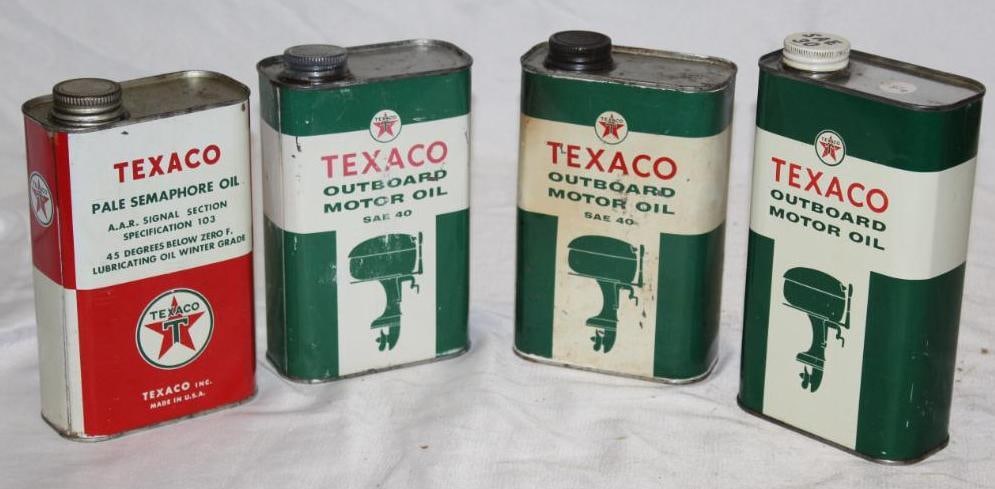 TEXACO
PALE SEMAPHORE OIL
A.A.R. SIGNAL SECTION
SPECIFICATION 103
45 DEGREES BELOW ZERO F.
LUBRICATING OIL WINTER GRADE
TEXACO
T
TEXACO INC.
MADE IN U.S.A.
TEXACO
TEXACO
OUTBOARD
MOTOR OIL
SAE 40
TEXACO
TEXACO
OUTBOARD
MOTOR OIL
SAE 40
SAE
30
TEXACO
TEXACO
OUTBOARD
MOTOR OIL